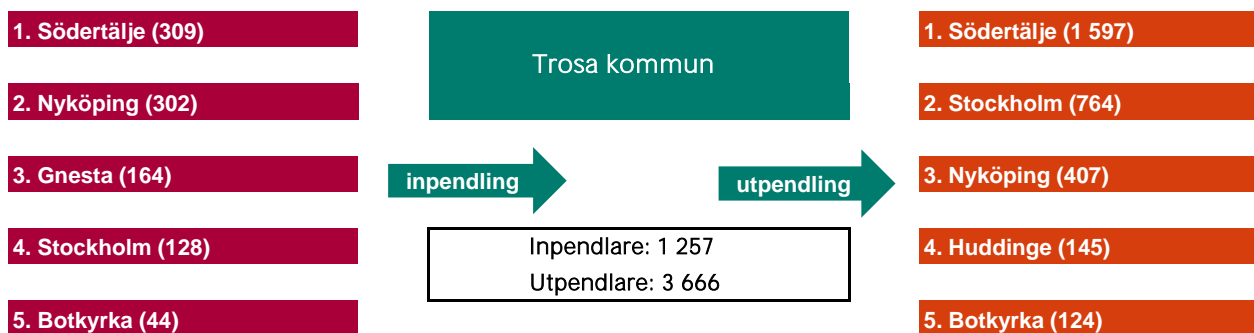 1. Södertälje (309)
2. Nyköping (302)
3. Gnesta (164)
4. Stockholm (128)
5. Botkyrka (44)
Trosa kommun
inpendling
utpendling
Inpendlare: 1 257
Utpendlare: 3 666
1. Södertälje (1 597)
2. Stockholm (764)
3. Nyköping (407)
4. Huddinge (145)
5. Botkyrka (124)